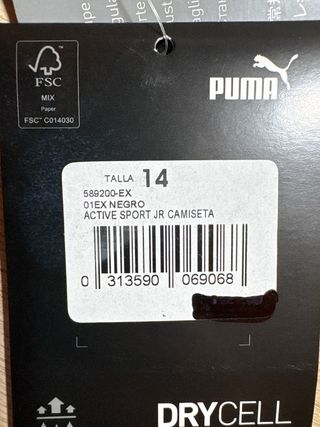 FSC
MIX
Paper
FSC™ C014030
PUMA
TALLA 14
589200-EX
01EX NEGRO
ACTIVE SPORT JR CAMISETA
0 313590 069068
DRYCELL